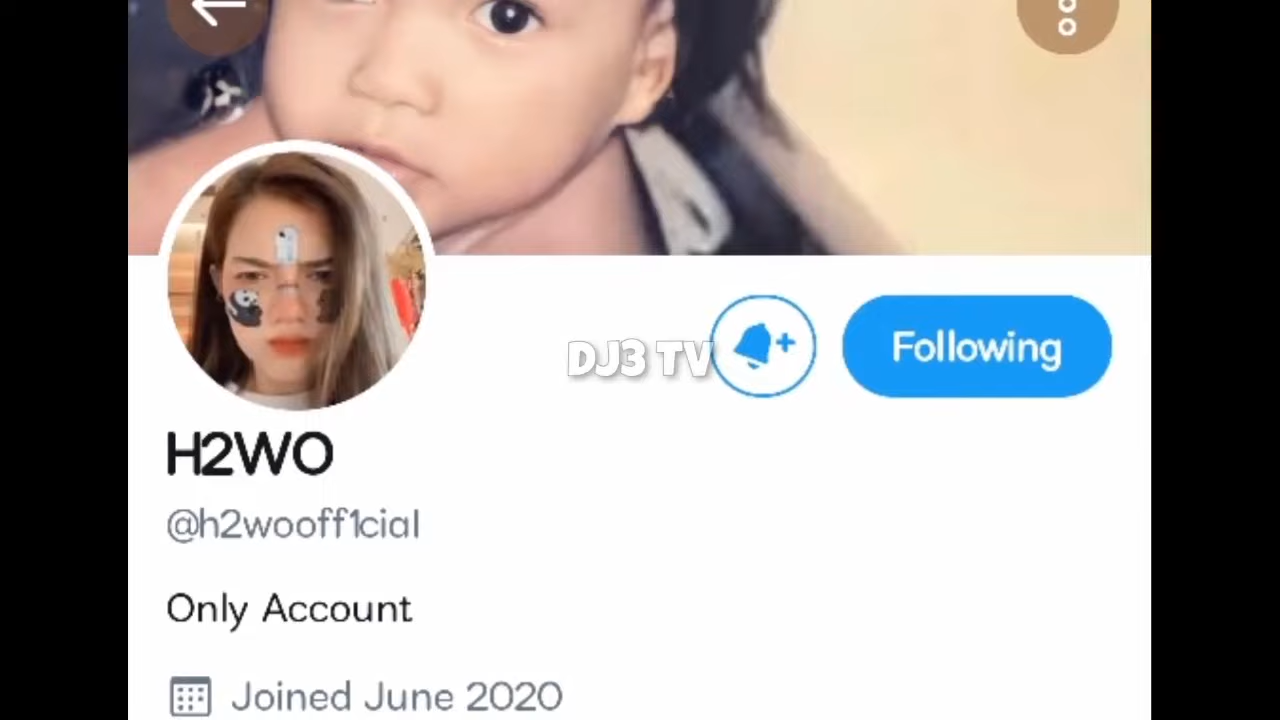 DJ3 TV
Following
H2WO
@h2wooff1cial
Only Account
Joined June 2020